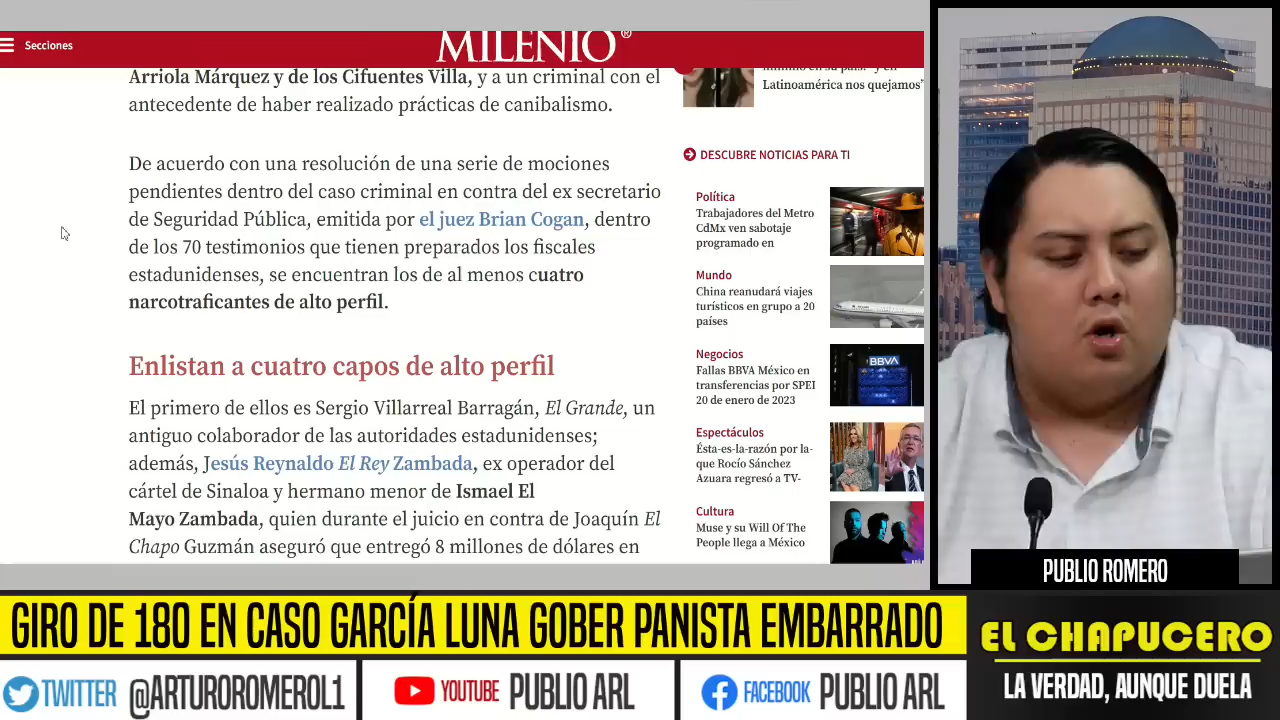 Secciones
MILENIO®
Arriola Márquez y de los Cifuentes Villa, y a un criminal con el
antecedente de haber realizado prácticas de canibalismo.
De acuerdo con una resolución de una serie de mociones
pendientes dentro del caso criminal en contra del ex secretario
de Seguridad Pública, emitida por el juez Brian Cogan, dentro
de los 70 testimonios que tienen preparados los fiscales
estadunidenses, se encuentran los de al menos cuatro
narcotraficantes de alto perfil.
Enlistan a cuatro capos de alto perfil
El primero de ellos es Sergio Villarreal Barragán, El Grande, un
antiguo colaborador de las autoridades estadunidenses;
además, Jesús Reynaldo El Rey Zambada, ex operador del
cártel de Sinaloa y hermano menor de Ismael El
Mayo Zambada, quien durante el juicio en contra de Joaquín El
Chapo Guzmán aseguró que entregó 8 millones de dólares en
Latinoamérica nos quejamos"
DESCUBRE NOTICIAS PARA TI
Política
Trabajadores del Metro
CdMx ven sabotaje
programado en
Mundo
China reanudará viajes
turísticos en grupo a 20
países
Negocios
Fallas BBVA México en
transferencias por SPEI
20 de enero de 2023
BBVA
Espectáculos
Ésta-es-la-razón por la-
que Rocío Sánchez
Azuara regresó a TV-
Cultura
Muse y su Will Of The
People llega a México
PUBLIO ROMERO
GIRO DE 180 EN CASO GARCÍA LUNA GOBER PANISTA EMBARRADO
EL CHAPUCERO
LA VERDAD, AUNQUE DUELA
TWITTER @ARTUROROMEROL1
YOUTUBE PUBLIO ARL
FACEBOOK PUBLIO ARL